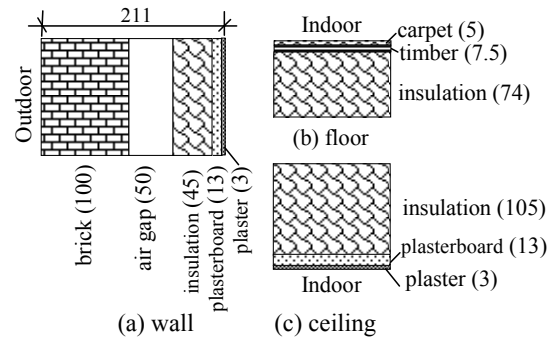 211
Outdoor
brick (100)
air gap (50)
insulation (45)
plasterboard (13)
plaster (3)
(a) wall
Indoor
carpet (5)
timber (7.5)
insulation (74)
(b) floor
insulation (105)
plasterboard (13)
plaster (3)
Indoor
(c) ceiling